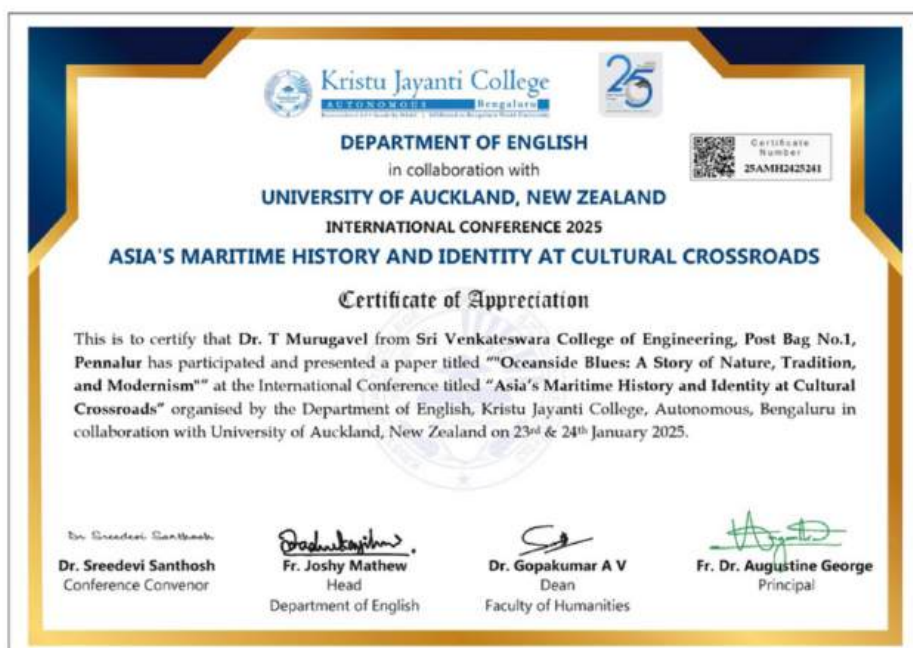 Kristu Jayanti College
AUTONOMOUS Bengaluru
25
DEPARTMENT OF ENGLISH
in collaboration with
Certificate
Number
25AMH2425241
UNIVERSITY OF AUCKLAND, NEW ZEALAND
INTERNATIONAL CONFERENCE 2025
ASIA'S MARITIME HISTORY AND IDENTITY AT CULTURAL CROSSROADS
Certificate of Appreciation
This is to certify that Dr. T Murugavel from Sri Venkateswara College of Engineering, Post Bag No.1,
Pennalur has participated and presented a paper titled “"Oceanside Blues: A Story of Nature, Tradition,
and Modernism"” at the International Conference titled “Asia's Maritime History and Identity at Cultural
Crossroads” organised by the Department of English, Kristu Jayanti College, Autonomous, Bengaluru in
collaboration with University of Auckland, New Zealand on 23rd & 24th January 2025.
Dr Sreedevi Santhosh
Dr. Sreedevi Santhosh
Conference Convenor
Fr. Joshy Mathew
Head
Department of English
Dr. Gopakumar A V
Dean
Faculty of Humanities
Fr. Dr. Augustine George
Principal